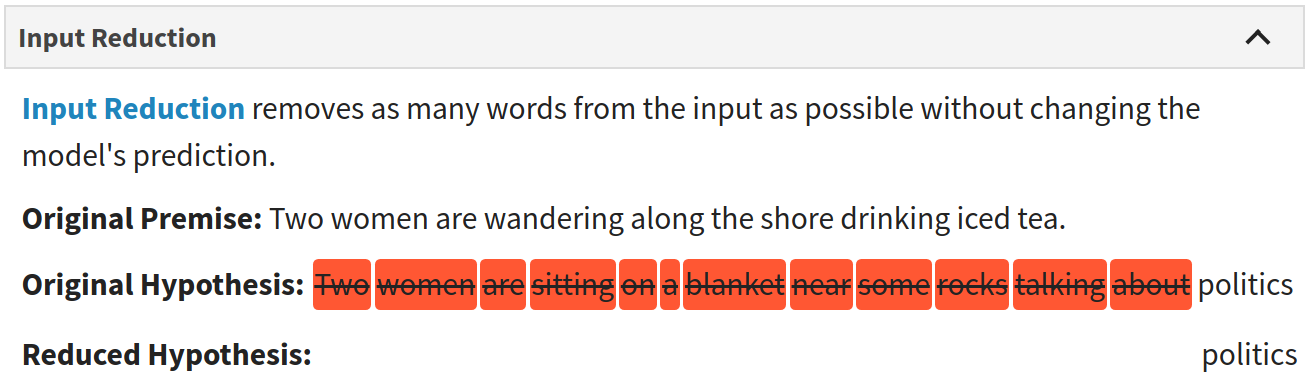 Input Reduction
Input Reduction removes as many words from the input as possible without changing the
model's prediction.
Original Premise: Two women are wandering along the shore drinking iced tea.
Original Hypothesis: Two women are sitting on a blanket near some rocks talking about politics
Reduced Hypothesis: politics